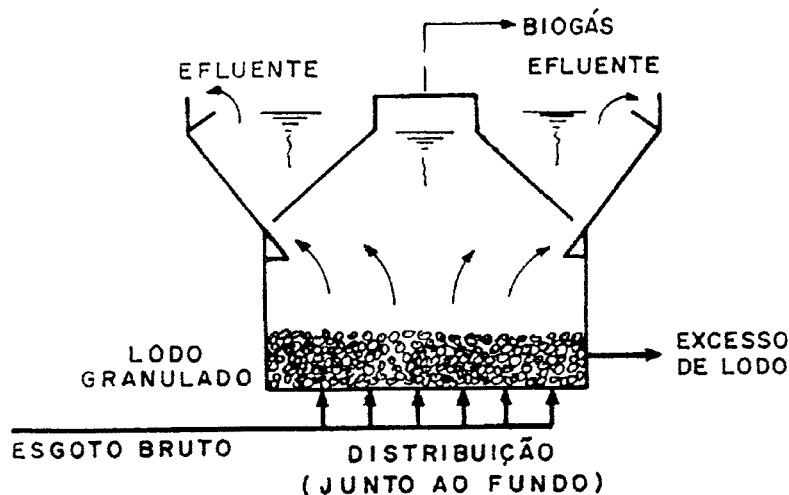 BIOGÁS
EFLUENTE
EFLUENTE
LODO
GRANULADO
EXCESSO
DE LODO
ESGOTO BRUTO
DISTRIBUIÇÃO
(JUNTO AO FUNDO)